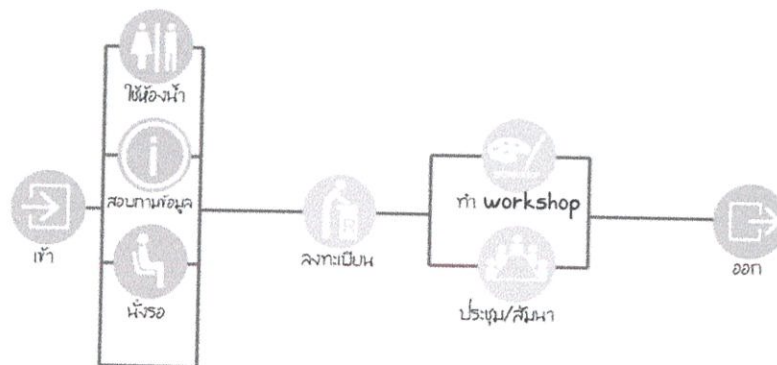 ใช้ห้องน้ำ
สอบถามข้อมูล
เข้า
นั่งรอ
ลงทะเบียน
ทำ workshop
ประชุม/สัมนา
ออก